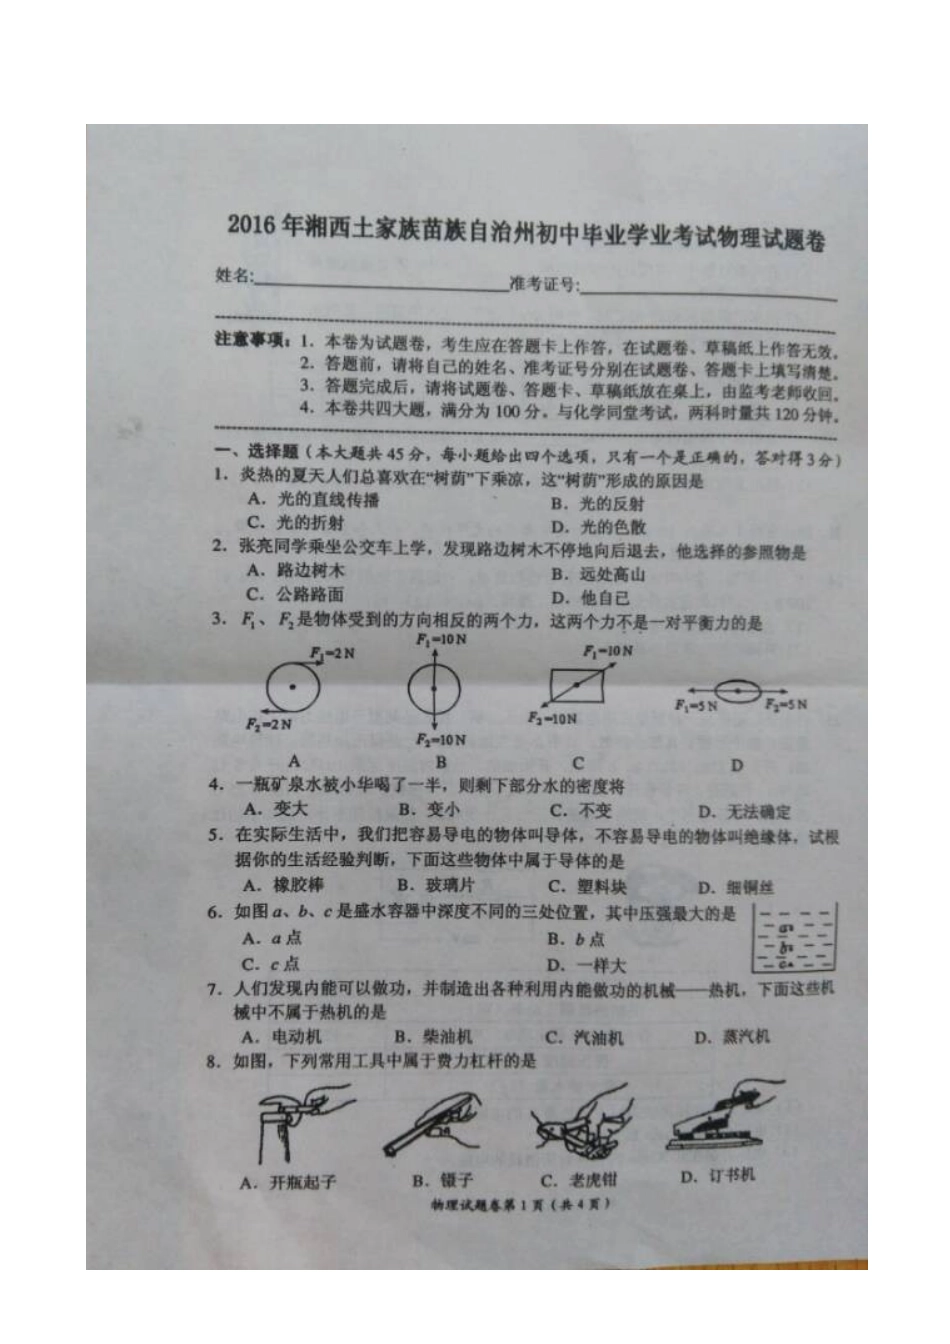 2016年湘西土家族苗族自治州初中毕业学业考试物理试题卷
姓名: 准考证号:
注意事项：1．本卷为试题卷，考生应在答题卡上作答，在试题卷、草稿纸上作答无效。
2．答题前，请将自己的姓名、准考证号分别在试题卷、答题卡上填写清楚。
3．答题完成后，请将试题卷、答题卡、草稿纸放在桌上，由监考老师收回。
4．本卷共四大题，满分为100分。与化学同堂考试，两科时量共120分钟。
一、选择题（本大题共45分，每小题给出四个选项，只有一个是正确的，答对得3分）
1．炎热的夏天人们总喜欢在“树荫”下乘凉，这“树荫”形成的原因是
A．光的直线传播 B．光的反射
C．光的折射 D．光的色散
2．张亮同学乘坐公交车上学，发现路边树木不停地向后退去，他选择的参照物是
A．路边树木 B．远处高山
C．公路路面 D．他自己
3．F₁、F₂是物体受到的方向相反的两个力，这两个力不是一对平衡力的是
F₁=2N F₁=10N F₁=10N
F₁=5N F₂=5N
F₂=2N F₂=10N F₂=10N
A B C D
4．一瓶矿泉水被小华喝了一半，则剩下部分水的密度将
A．变大 B．变小 C．不变 D．无法确定
5．在实际生活中，我们把容易导电的物体叫导体，不容易导电的物体叫绝缘体，试根
据你的生活经验判断，下面这些物体中属于导体的是
A．橡胶棒 B．玻璃片 C．塑料块 D．细铜丝
6．如图a、b、c是盛水容器中深度不同的三处位置，其中压强最大的是
A．a点 B．b点
C．c点 D．一样大
a
b
c
7．人们发现内能可以做功，并制造出各种利用内能做功的机械——热机，下面这些机
械中不属于热机的是
A．电动机 B．柴油机 C．汽油机 D．蒸汽机
8．如图，下列常用工具中属于费力杠杆的是
A．开瓶起子 B．镊子 C．老虎钳 D．订书机
物理试题卷第1页（共4页）